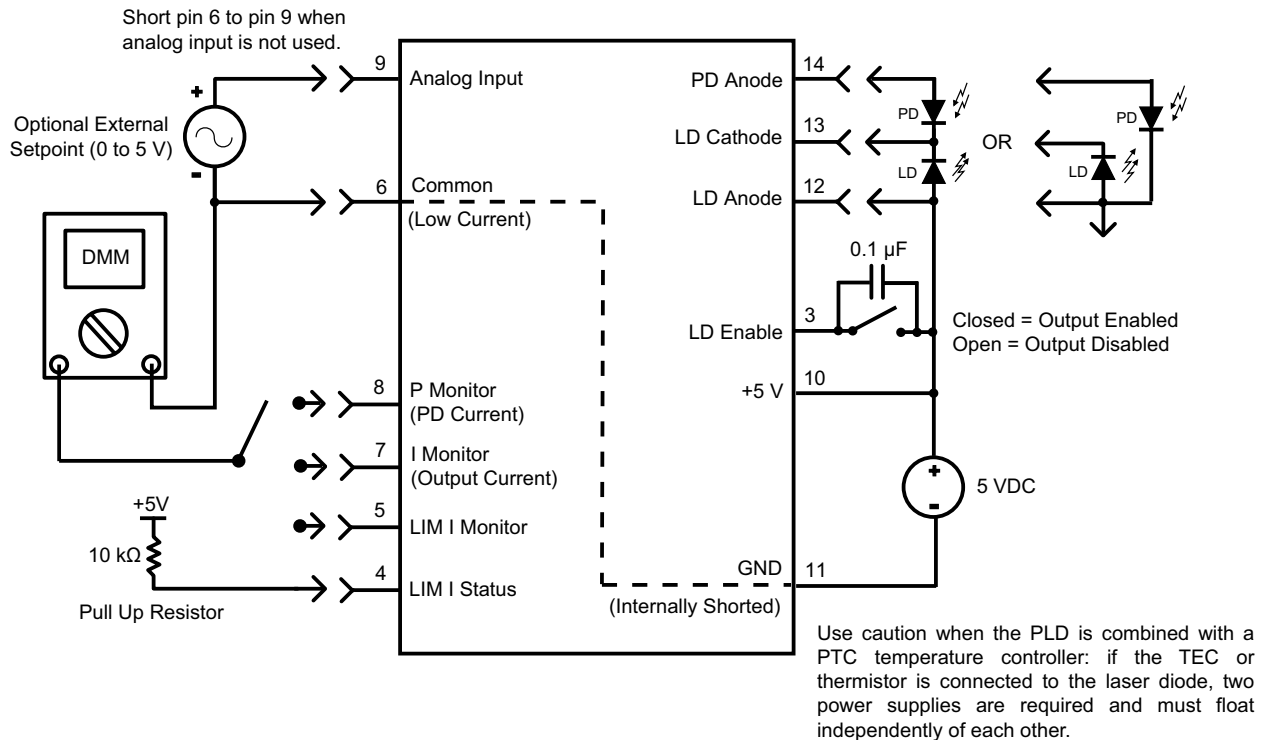 Short pin 6 to pin 9 when
analog input is not used.
+
Optional External
Setpoint (0 to 5 V)
-
DMM
9
Analog Input
6
Common
(Low Current)
8
P Monitor
(PD Current)
7
I Monitor
(Output Current)
5
LIM I Monitor
+5V
10 kΩ
4
LIM I Status
Pull Up Resistor
14
PD Anode
PD
13
LD Cathode
LD
12
LD Anode
OR
PD
LD
0.1 µF
3
LD Enable
Closed = Output Enabled
Open = Output Disabled
10
+5 V
+
5 VDC
-
GND
11
(Internally Shorted)
Use caution when the PLD is combined with a
PTC temperature controller: if the TEC or
thermistor is connected to the laser diode, two
power supplies are required and must float
independently of each other.